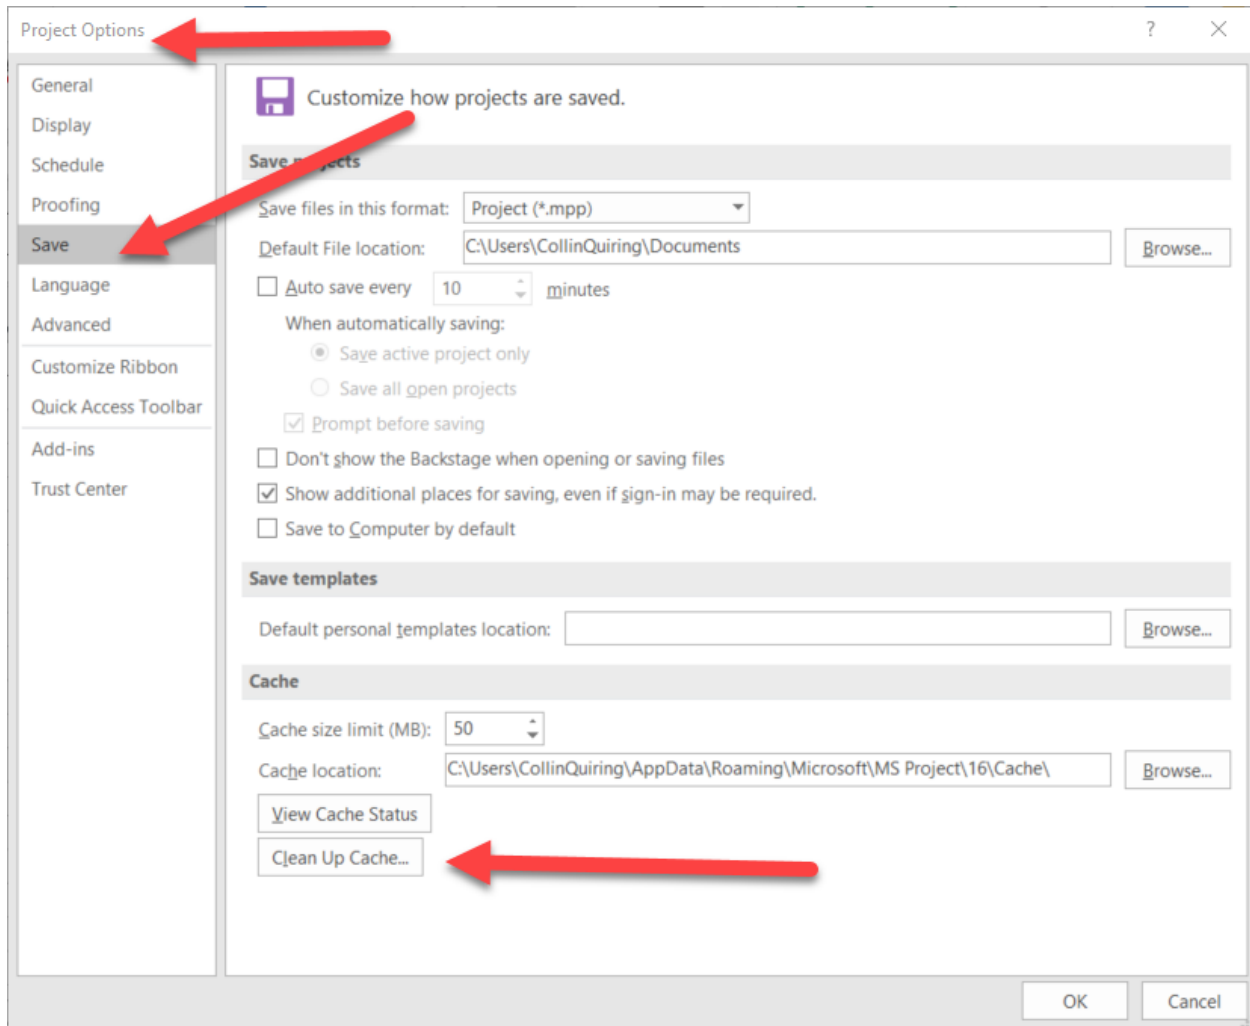 Project Options
?
General
Display
Schedule
Proofing
Save
Language
Advanced
Customize Ribbon
Quick Access Toolbar
Add-ins
Trust Center
Customize how projects are saved.
Save projects
Save files in this format: Project (*.mpp)
Default File location: C:\Users\CollinQuiring\Documents Browse...
Auto save every 10 minutes
When automatically saving:
Save active project only
Save all open projects
Prompt before saving
Don't show the Backstage when opening or saving files
Show additional places for saving, even if sign-in may be required.
Save to Computer by default
Save templates
Default personal templates location: Browse...
Cache
Cache size limit (MB): 50
Cache location: C:\Users\CollinQuiring\AppData\Roaming\Microsoft\MS Project\16\Cache\ Browse...
View Cache Status
Clean Up Cache...
OK Cancel